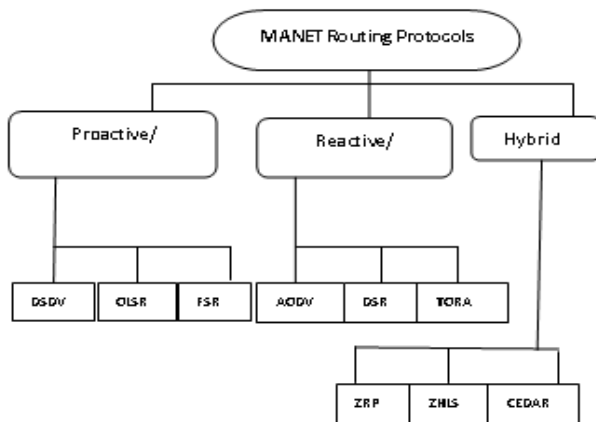 MANET Routing Protocols
Proactive/
Reactive/
Hybrid
DSDV
OLSR
FSR
AODV
DSR
TORA
ZRP
ZHLS
CEDAR